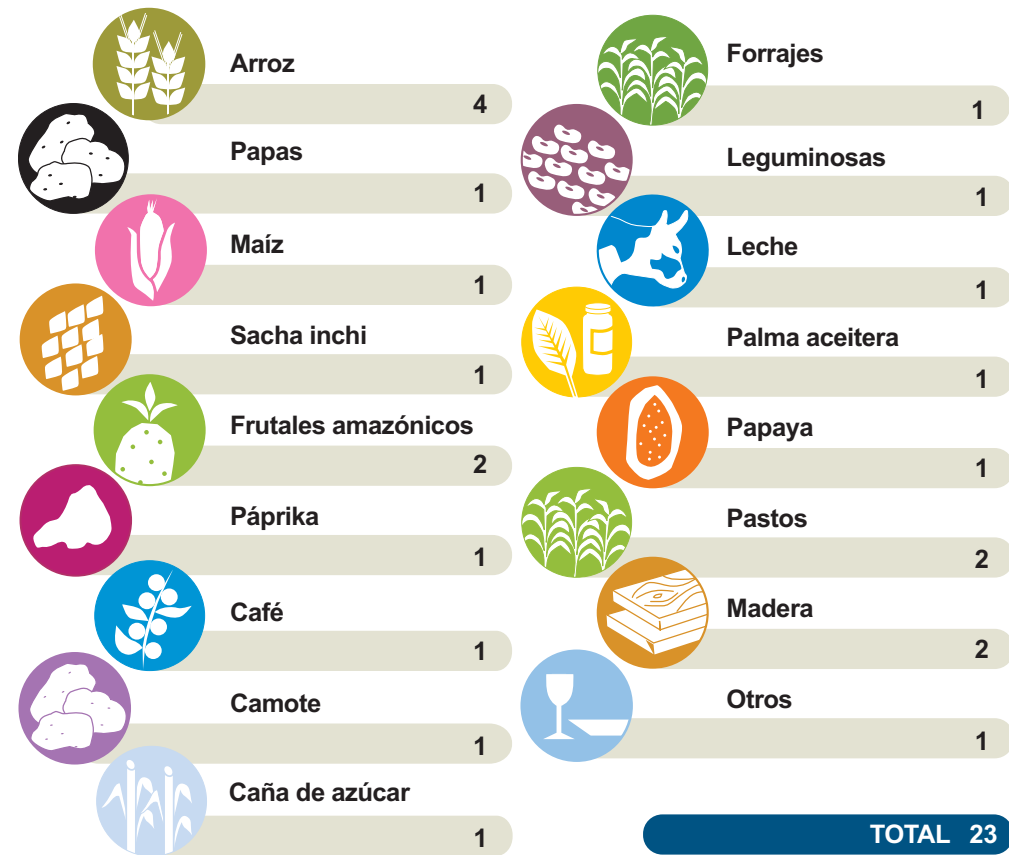 Arroz
4
Papas
1
Maíz
1
Sacha inchi
1
Frutales amazónicos
2
Páprika
1
Café
1
Camote
1
Caña de azúcar
1
Forrajes
1
Leguminosas
1
Leche
1
Palma aceitera
1
Papaya
1
Pastos
2
Madera
2
Otros
1
TOTAL 23